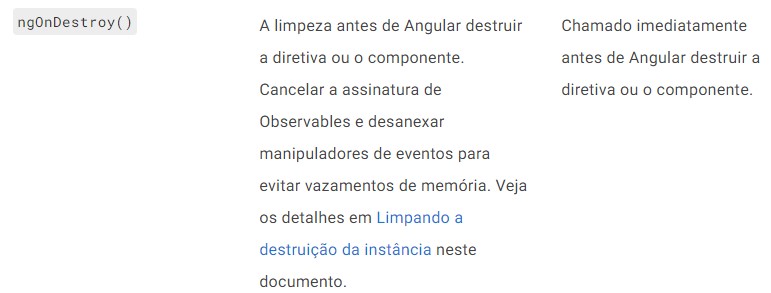 ngOnDestroy()
A limpeza antes de Angular destruir
a diretiva ou o componente.
Cancelar a assinatura de
Observables e desanexar
manipuladores de eventos para
evitar vazamentos de memória. Veja
os detalhes em Limpando a
destruição da instância neste
documento.
Chamado imediatamente
antes de Angular destruir a
diretiva ou o componente.